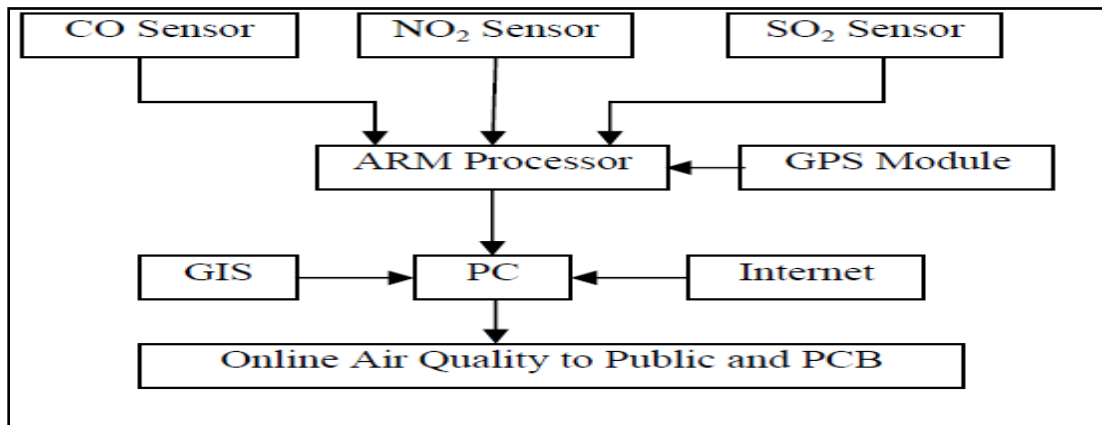 CO Sensor
NO₂ Sensor
SO₂ Sensor
ARM Processor
GPS Module
GIS
PC
Internet
Online Air Quality to Public and PCB